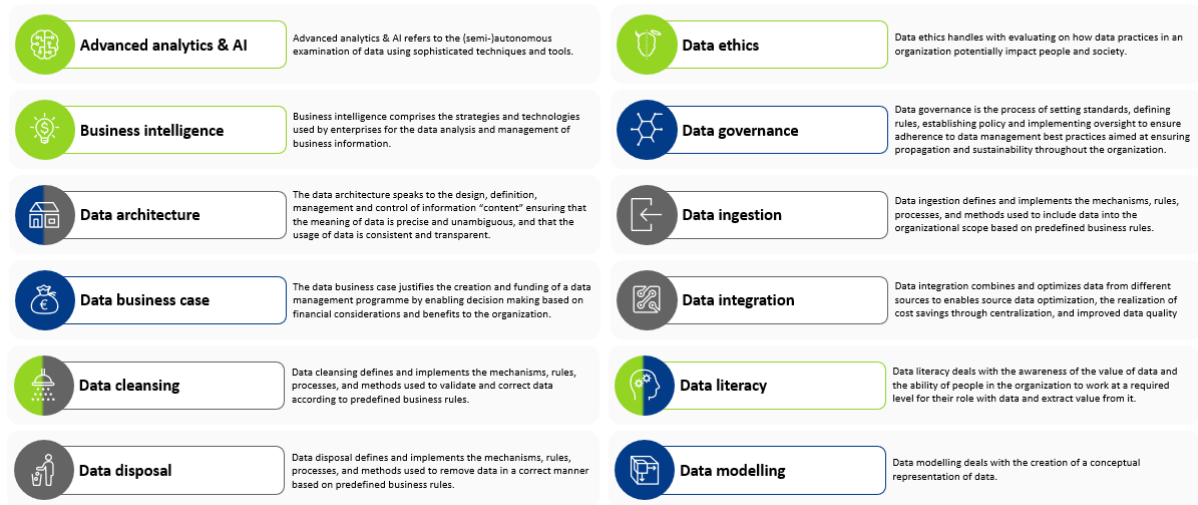 Advanced analytics & AI
Advanced analytics & AI refers to the (semi-)autonomous
examination of data using sophisticated techniques and tools.
Business intelligence
Business intelligence comprises the strategies and technologies
used by enterprises for the data analysis and management of
business information.
Data architecture
The data architecture speaks to the design, definition,
management and control of information “content” ensuring that
the meaning of data is precise and unambiguous, and that the
usage of data is consistent and transparent.
Data business case
The data business case justifies the creation and funding of a data
management programme by enabling decision making based on
financial considerations and benefits to the organization.
Data cleansing
Data cleansing defines and implements the mechanisms, rules,
processes, and methods used to validate and correct data
according to predefined business rules.
Data disposal
Data disposal defines and implements the mechanisms, rules,
processes, and methods used to remove data in a correct manner
based on predefined business rules.
Data ethics
Data ethics handles with evaluating on how data practices in an
organization potentially impact people and society.
Data governance
Data governance is the process of setting standards, defining
rules, establishing policy and implementing oversight to ensure
adherence to data management best practices aimed at ensuring
propagation and sustainability throughout the organization.
Data ingestion
Data ingestion defines and implements the mechanisms, rules,
processes, and methods used to include data into the
organizational scope based on predefined business rules.
Data integration
Data integration combines and optimizes data from different
sources to enables source data optimization, the realization of
cost savings through centralization, and improved data quality
Data literacy
Data literacy deals with the awareness of the value of data and
the ability of people in the organization to work at a required
level for their role with data and extract value from it.
Data modelling
Data modelling deals with the creation of a conceptual
representation of data.